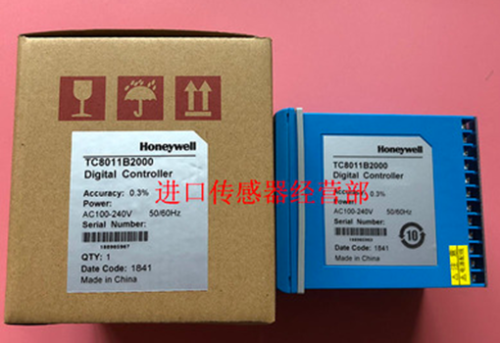 Honeywell
TC8011B2000
Digital Controller
Accuracy: 0.3%
Power:
AC100-240V 50/60Hz
Serial Number:
QTY: 1
Date Code: 1841
Made in China
Honeywell
TC8011B2000
Digital Controller
Accuracy: 0.3%
Power:
AC100-240V 50/60Hz
Serial Number:
Date Code: 1841
Made in China
10
进口传感器经营部